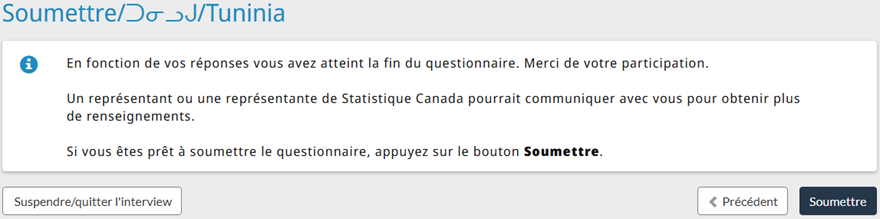 Soumettre/ᑐᓂᓗᒍ/Tuninia
En fonction de vos réponses vous avez atteint la fin du questionnaire. Merci de votre participation.
Un représentant ou une représentante de Statistique Canada pourrait communiquer avec vous pour obtenir plus
de renseignements.
Si vous êtes prêt à soumettre le questionnaire, appuyez sur le bouton Soumettre.
Suspendre/quitter l'interview
Précédent
Soumettre